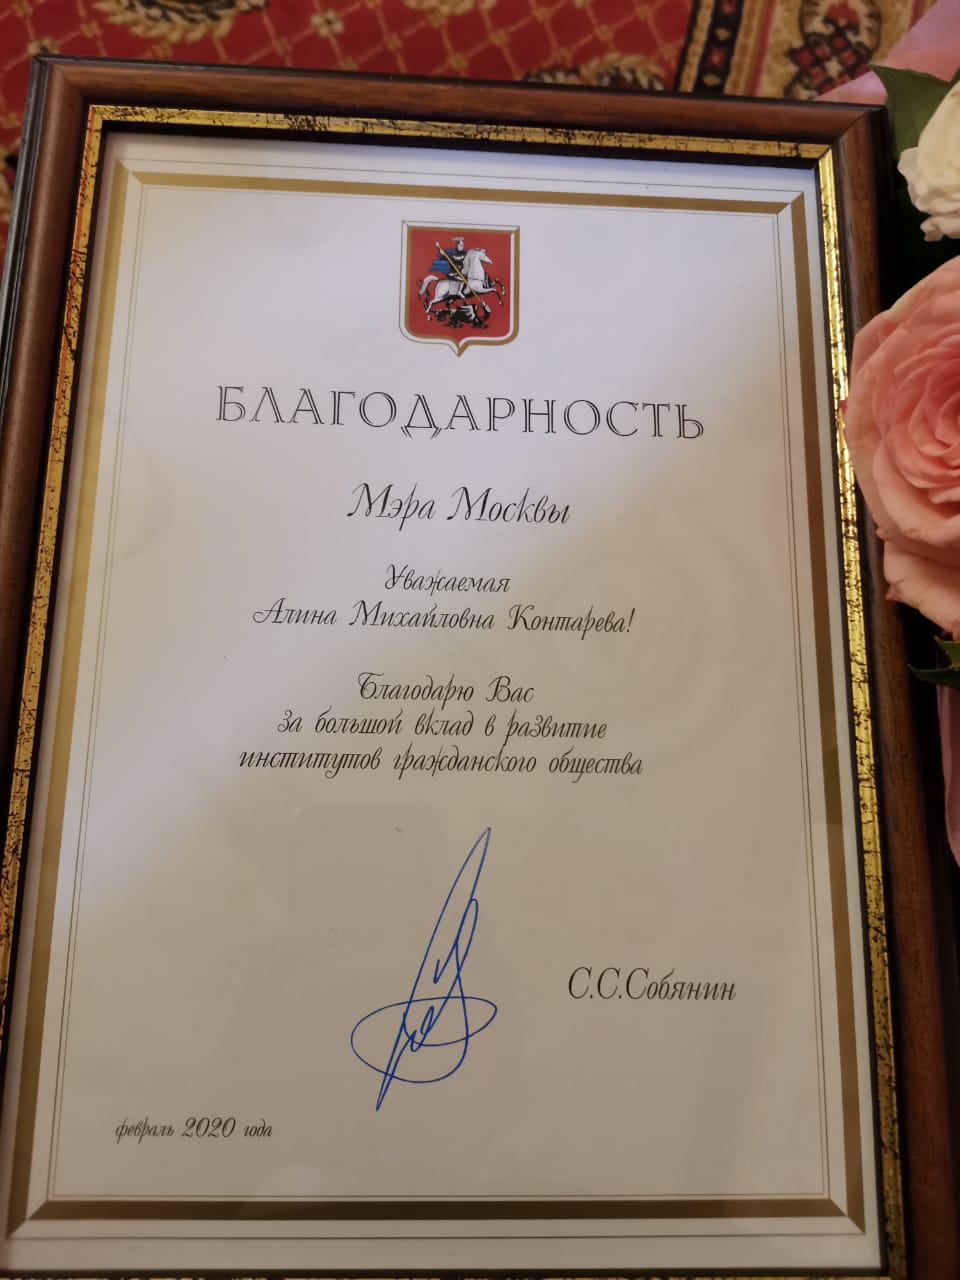 БЛАГОДАРНОСТЬ
Мэра Москвы
Уважаемая
Алина Михайловна Контарева!
Благодарю Вас
за большой вклад в развитие
институтов гражданского общества
С.С.Собянин
февраль 2020 года